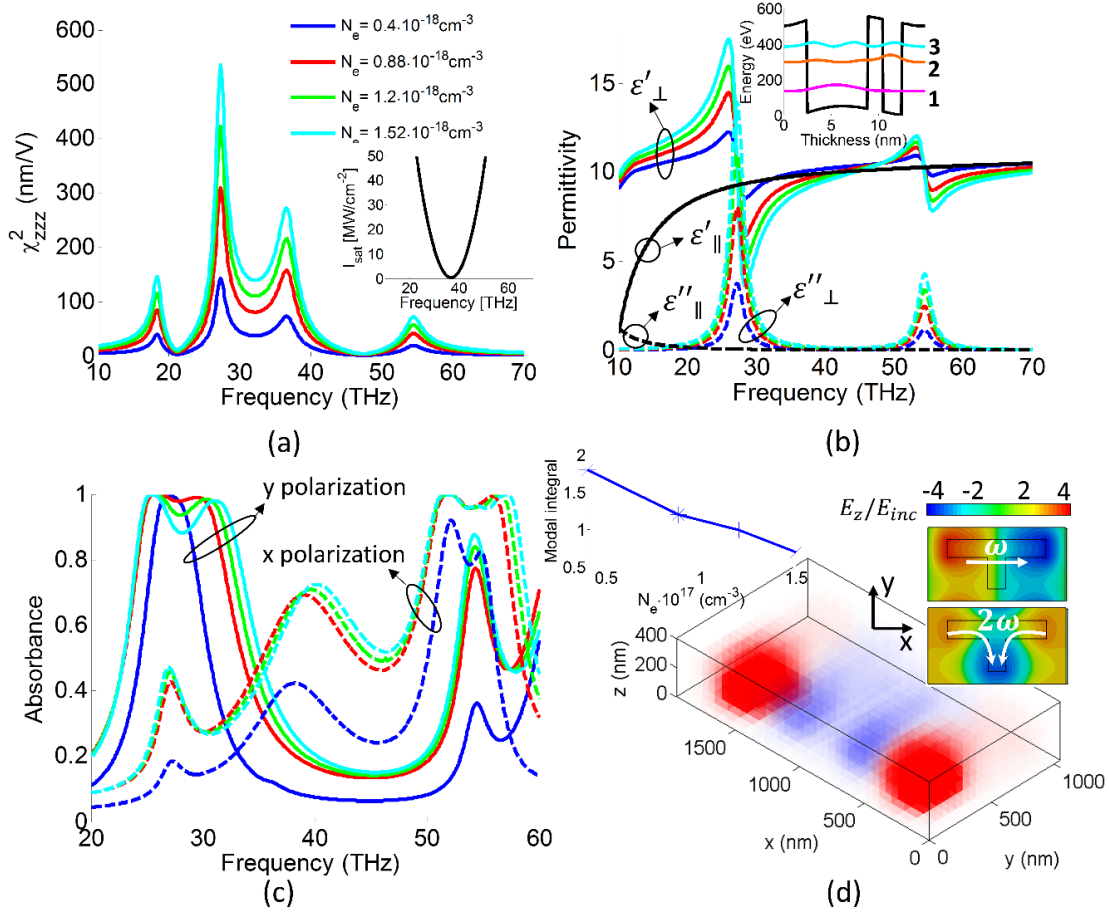 χ²zzz (nm/V)
600
500
400
300
200
100
0
10 20 30 40 50 60 70
Frequency (THz)
Nₑ= 0.4·10⁻¹⁸cm⁻³
Nₑ= 0.88·10⁻¹⁸cm⁻³
Nₑ= 1.2·10⁻¹⁸cm⁻³
Nₑ= 1.52·10⁻¹⁸cm⁻³
I_sat [MW/cm⁻²]
50
40
30
20
10
0
20 40 60
Frequency [THz]
(a)
Permittivity
15
10
5
0
10 20 30 40 50 60 70
Frequency (THz)
ε′⊥
ε′∥
ε″∥
ε″⊥
Energy (eV)
600
400
200
0
0 5 10
Thickness (nm)
3
2
1
(b)
Absorbance
1
0.8
0.6
0.4
0.2
0
20 30 40 50 60
Frequency (THz)
y polarization
x polarization
(c)
Modal integral
2
1.5
1
0.5
0.5 1 1.5
Nₑ·10¹⁷ (cm⁻³)
-4 -2 2 4
E_z/E_inc
ω
2ω
y
x
z (nm)
400
200
0
1500
1000
500
0
x (nm)
0
500
1000
y (nm)
(d)